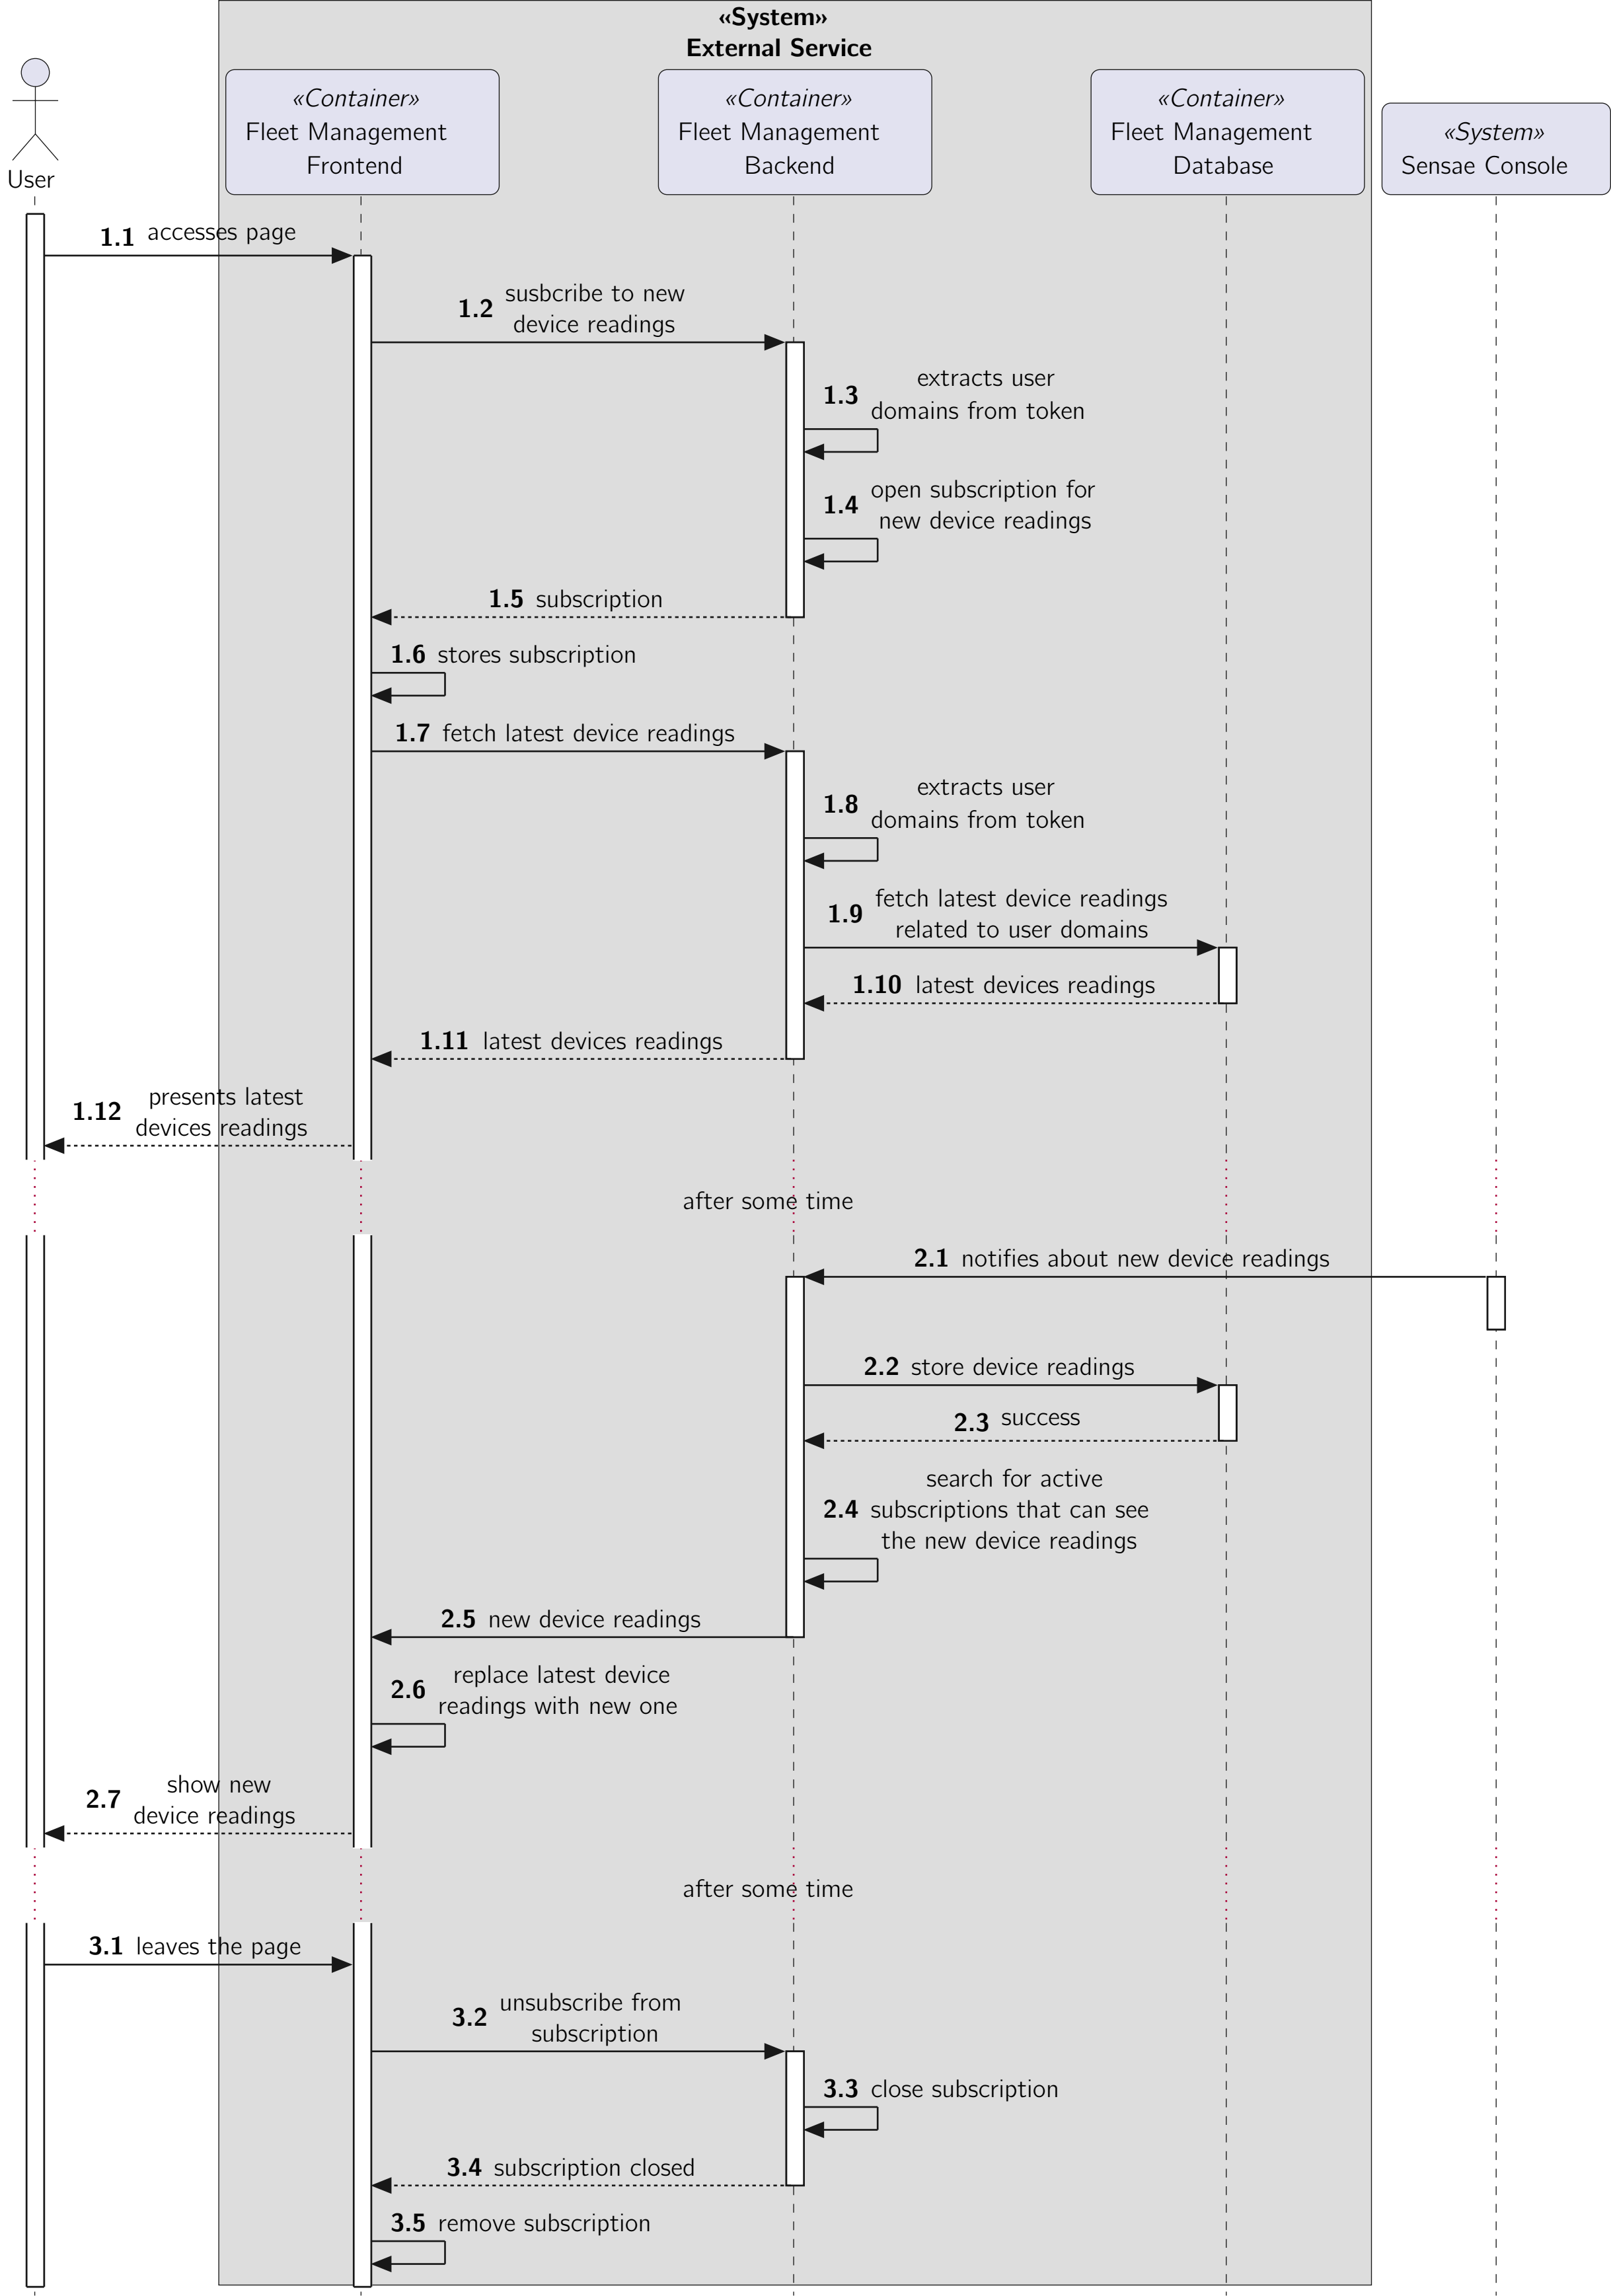 «System»
External Service
User
«Container»
Fleet Management
Frontend
«Container»
Fleet Management
Backend
«Container»
Fleet Management
Database
«System»
Sensae Console
1.1 accesses page
1.2 susbcribe to new
device readings
1.3 extracts user
domains from token
1.4 open subscription for
new device readings
1.5 subscription
1.6 stores subscription
1.7 fetch latest device readings
1.8 extracts user
domains from token
1.9 fetch latest device readings
related to user domains
1.10 latest devices readings
1.11 latest devices readings
1.12 presents latest
devices readings
after some time
2.1 notifies about new device readings
2.2 store device readings
2.3 success
2.4 search for active
subscriptions that can see
the new device readings
2.5 new device readings
2.6 replace latest device
readings with new one
2.7 show new
device readings
after some time
3.1 leaves the page
3.2 unsubscribe from
subscription
3.3 close subscription
3.4 subscription closed
3.5 remove subscription